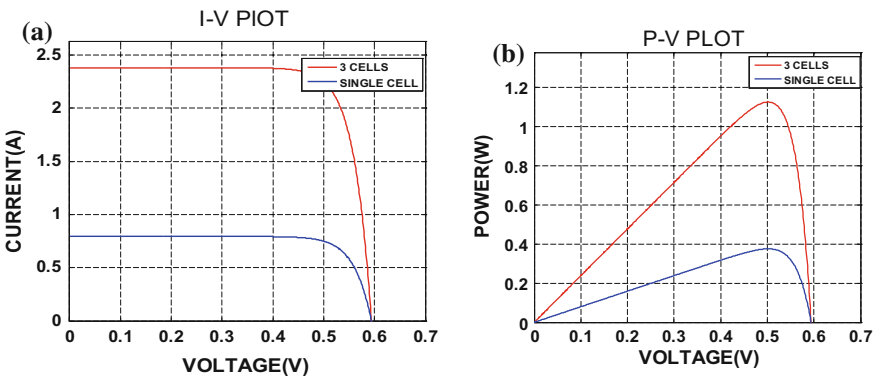 (a)
I-V PIOT
3 CELLS
SINGLE CELL
2.5
2
1.5
1
0.5
0
0 0.1 0.2 0.3 0.4 0.5 0.6 0.7
CURRENT(A)
VOLTAGE(V)
(b)
P-V PLOT
3 CELLS
SINGLE CELL
1.2
1
0.8
0.6
0.4
0.2
0
0 0.1 0.2 0.3 0.4 0.5 0.6 0.7
POWER(W)
VOLTAGE(V)